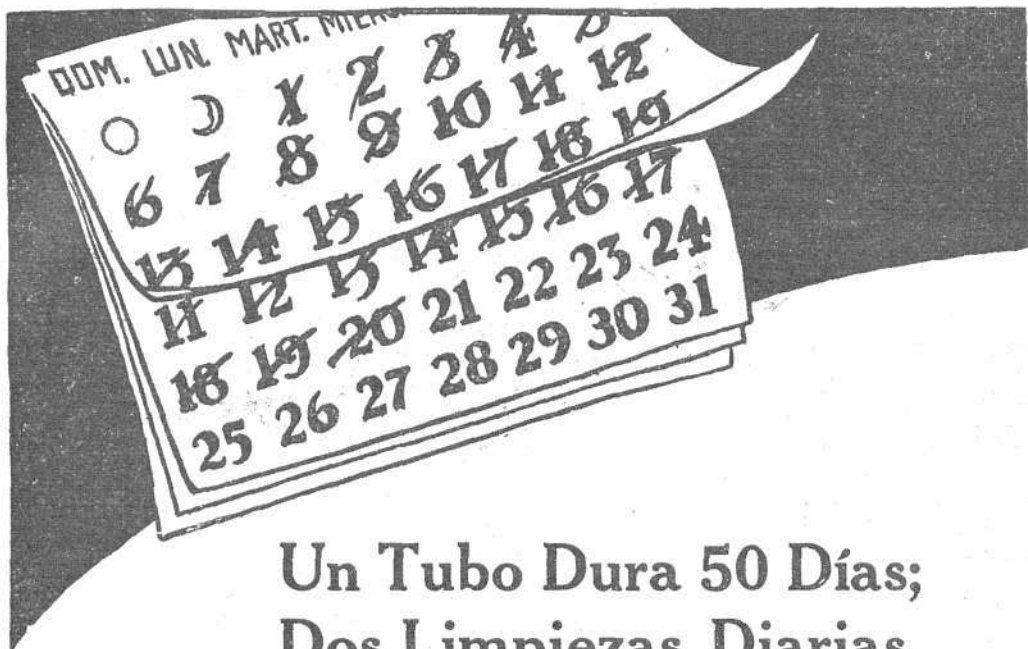 DOM. LUN. MART. MIERC
1 2 3 4 5
6 7 8 9 10 11 12
13 14 15 16 17 18 19
11 12 13 14 15 16 17
18 19 20 21 22 23 24
25 26 27 28 29 30 31
Un Tubo Dura 50 Días;
Dos Limpiezas Diarias